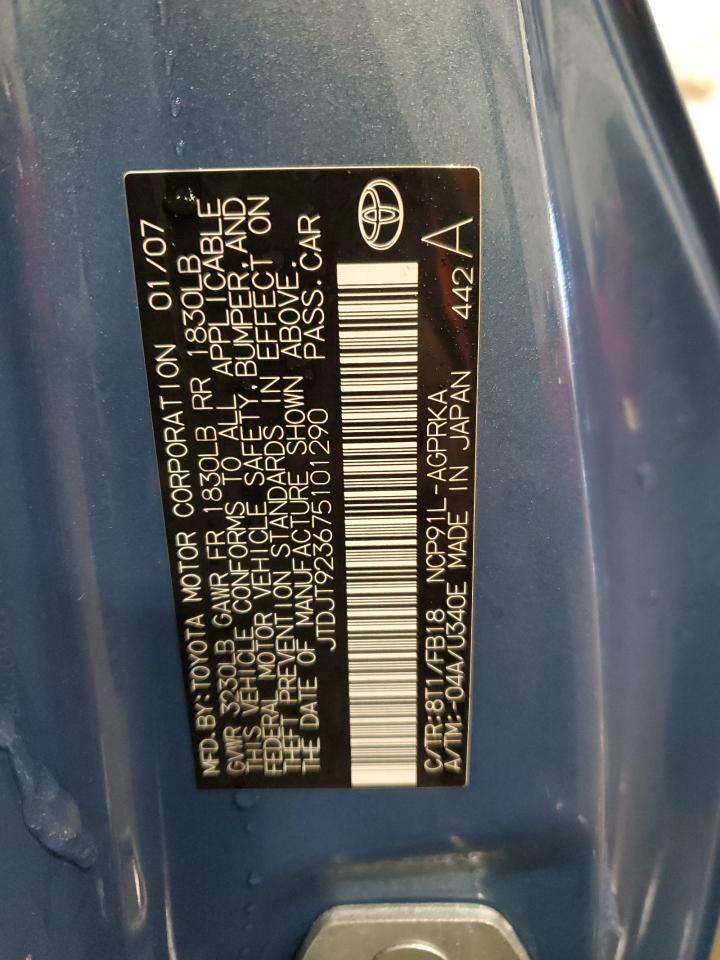 MFD.BY:TOYOTA MOTOR CORPORATION 01/07
GVWR 3230LB GAWR FR 1830LB RR 1830LB
THIS VEHICLE CONFORMS TO ALL APPLICABLE
FEDERAL MOTOR VEHICLE SAFETY,BUMPER,AND
THEFT PREVENTION STANDARDS IN EFFECT ON
THE DATE OF MANUFACTURE SHOWN ABOVE.
JTDJT923675101290 PASS.CAR
C/TR:8T1/FB18 NCP91L-AGPRKA
A/TM:-04A/U340E MADE IN JAPAN 442 A